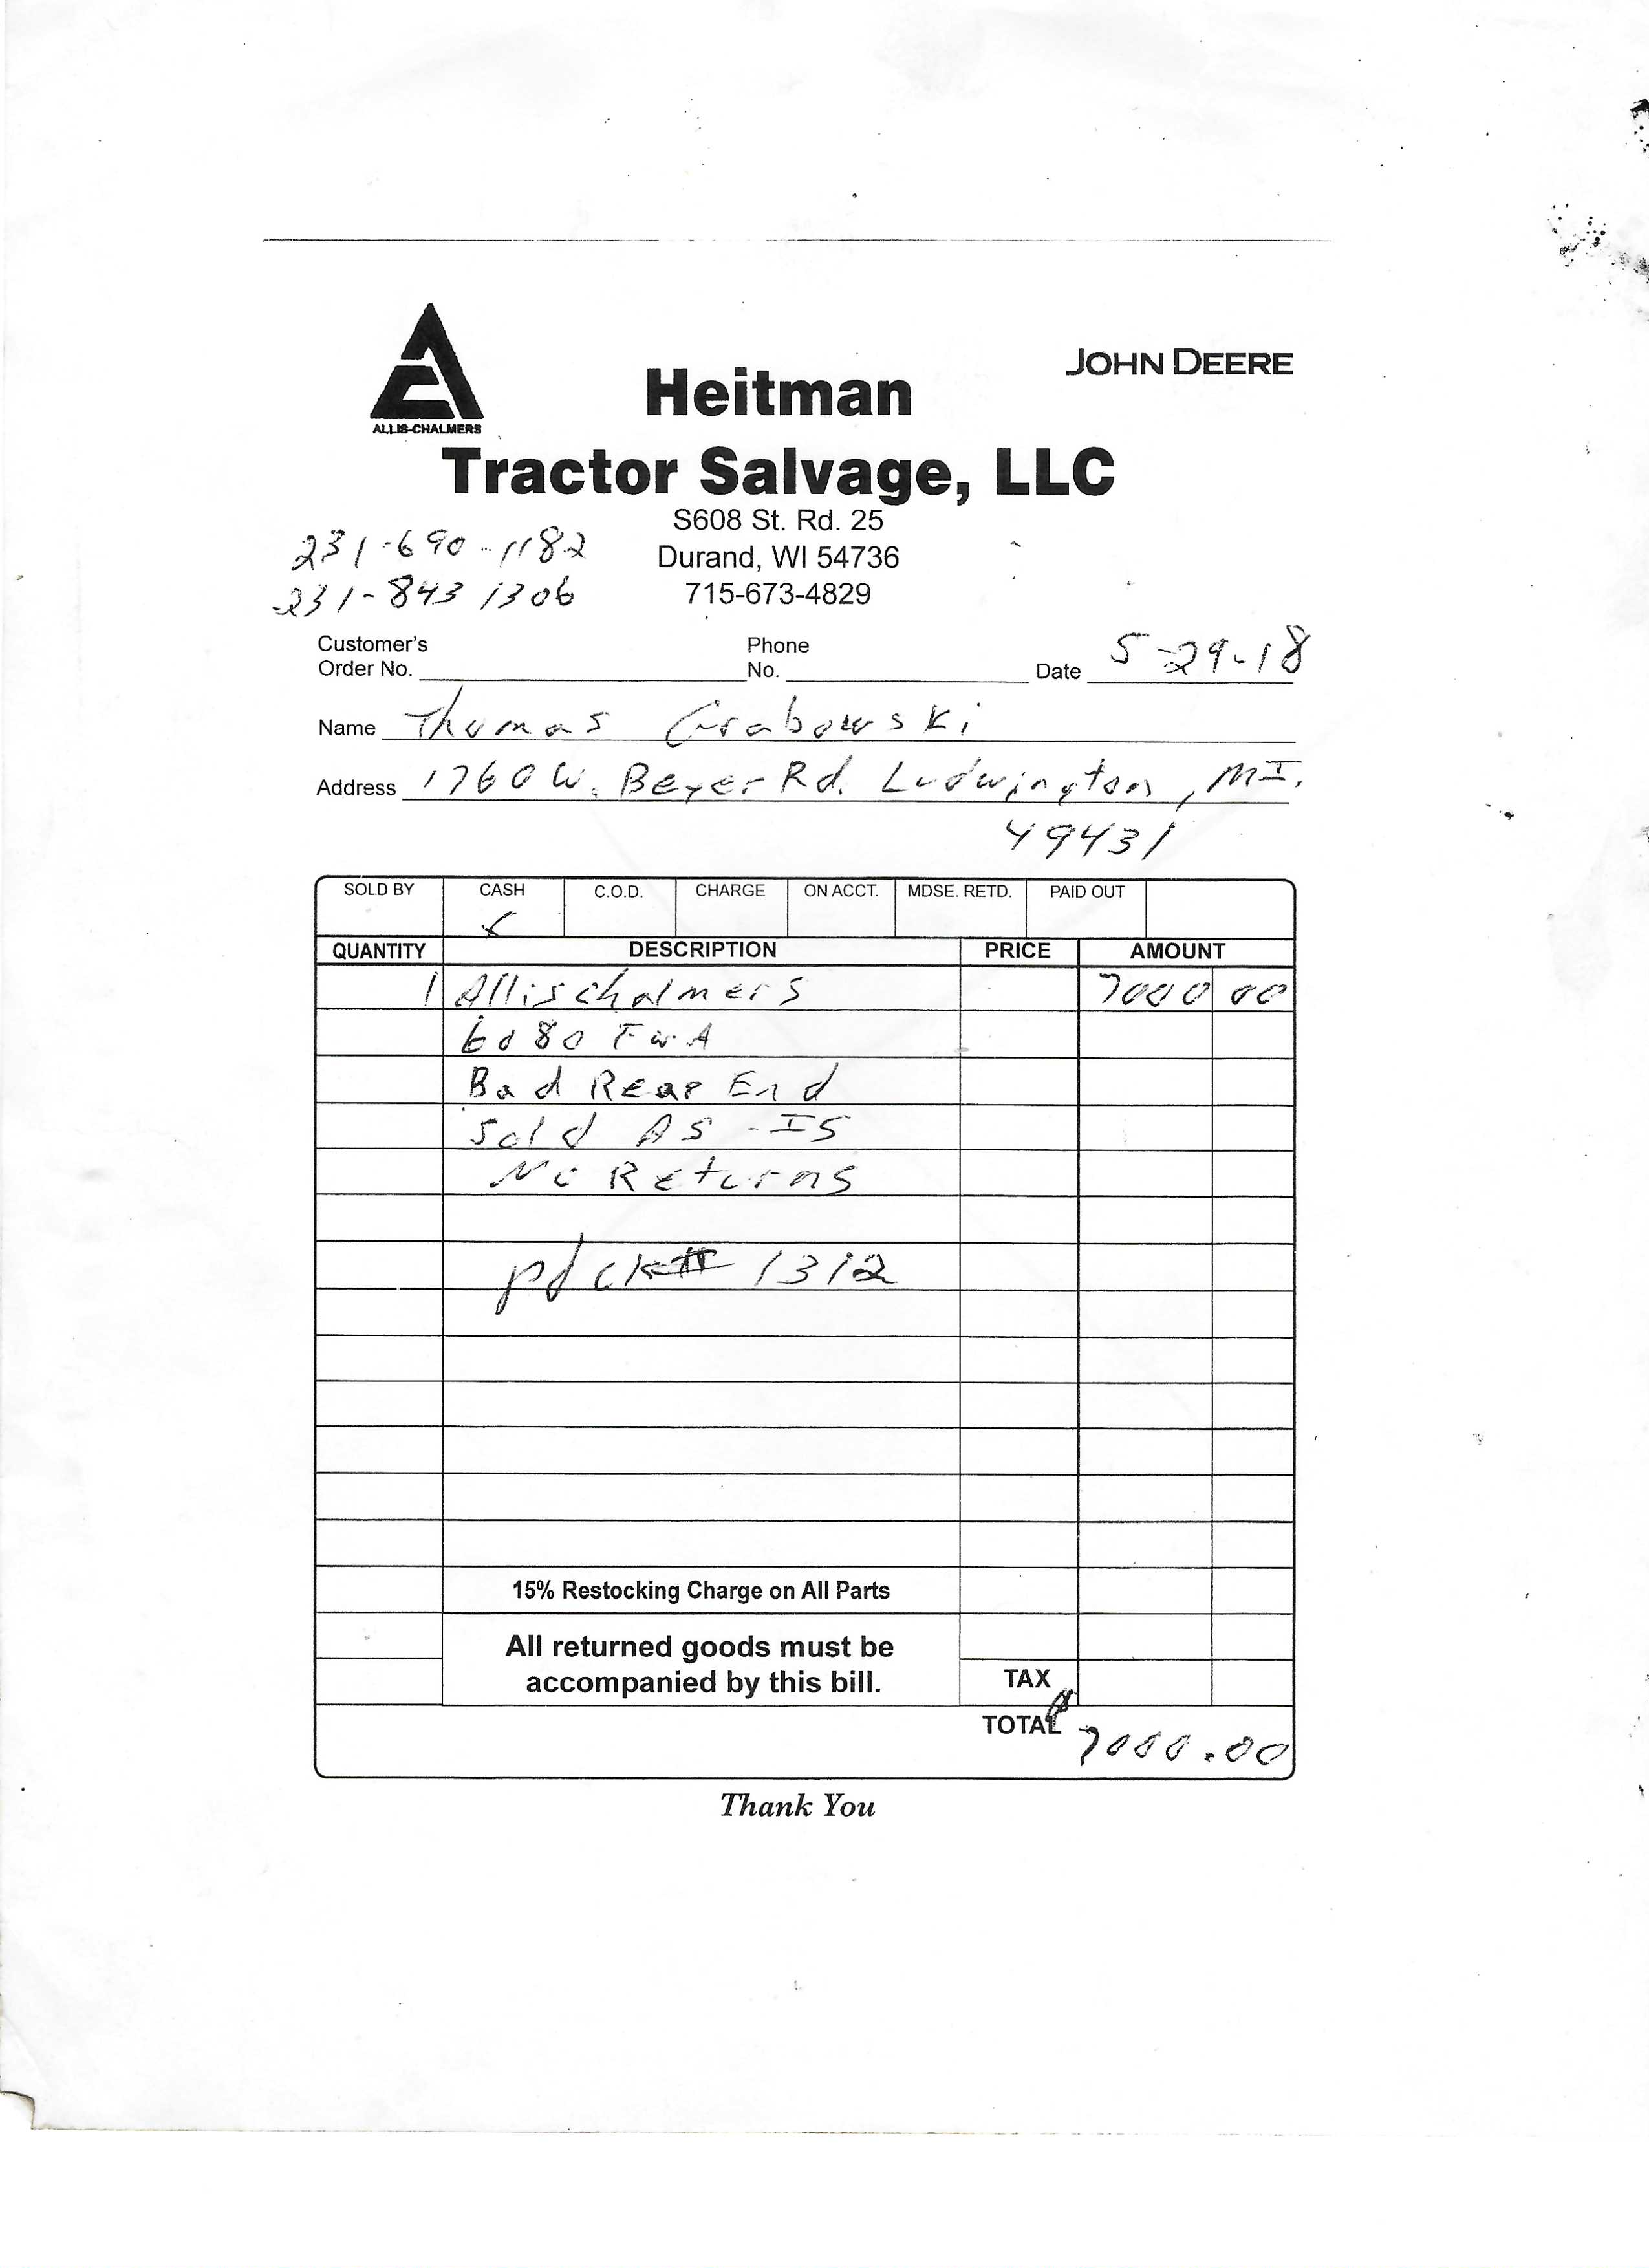 ALLIS-CHALMERS
JOHN DEERE
Heitman
Tractor Salvage, LLC
S608 St. Rd. 25
Durand, WI 54736
715-673-4829
231-690-1182
231-843 1306
Customer's Order No. Phone No. Date 5-29-18
Name Thomas Grabowski
Address 1760 W. Beyer Rd. Ludwington, MI.
49431
SOLD BY CASH C.O.D. CHARGE ON ACCT. MDSE. RETD. PAID OUT
QUANTITY DESCRIPTION PRICE AMOUNT
1 Allischalmers 7000 00
6080 FWA
Bad Rear End
Sold AS-IS
No Returns
pd ck# 1312
15% Restocking Charge on All Parts
All returned goods must be
accompanied by this bill.
TAX
TOTAL 7000.00
Thank You